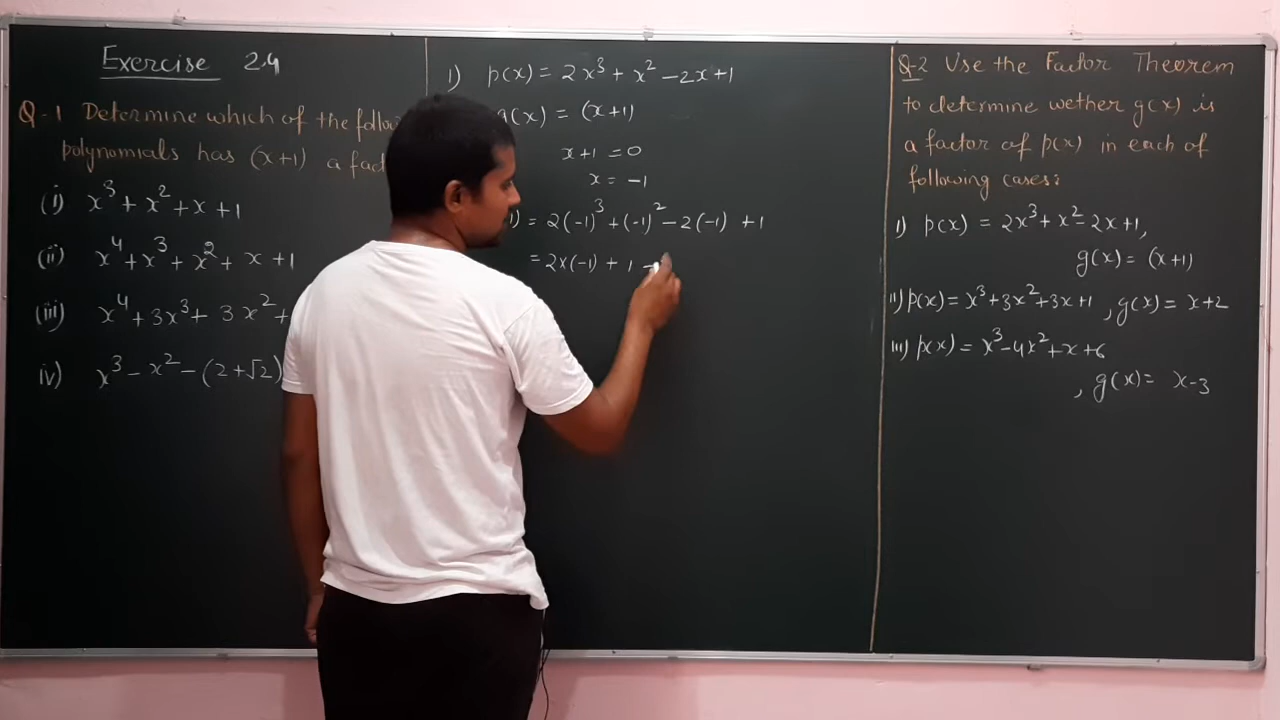 Exercise 2.4
Q-1 Determine which of the
polynomials has (x+1) a
(i) x³ + x² + x + 1
(ii) x⁴ + x³ + x² + x + 1
(iii) x⁴ + 3x³ + 3x² +
iv) x³ - x² - (2 + √2)
1) p(x) = 2x³ + x² - 2x + 1
g(x) = (x+1)
x+1 = 0
x = -1
1) = 2(-1)³ + (-1)² - 2(-1) + 1
= 2×(-1) + 1 -
Q-2 Use the Factor Theorem
to determine wether g(x) is
a factor of p(x) in each of
following cases:
1) p(x) = 2x³ + x² - 2x + 1,
g(x) = (x+1)
11) p(x) = x³ + 3x² + 3x + 1 , g(x) = x+2
111) p(x) = x³ - 4x² + x + 6
, g(x) = x-3